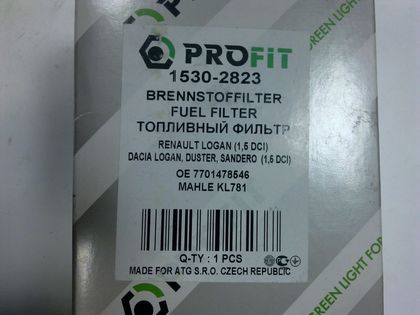 PROFIT
PROFIT
1530-2823
BRENNSTOFFILTER
FUEL FILTER
ТОПЛИВНЫЙ ФИЛЬТР
RENAULT LOGAN (1,5 DCI)
DACIA LOGAN, DUSTER, SANDERO (1,5 DCI)
OE 7701478546
MAHLE KL781
Q-TY : 1 PCS
MADE FOR ATG S.R.O. CZECH REPUBLIC
GREEN LIGHT FOR